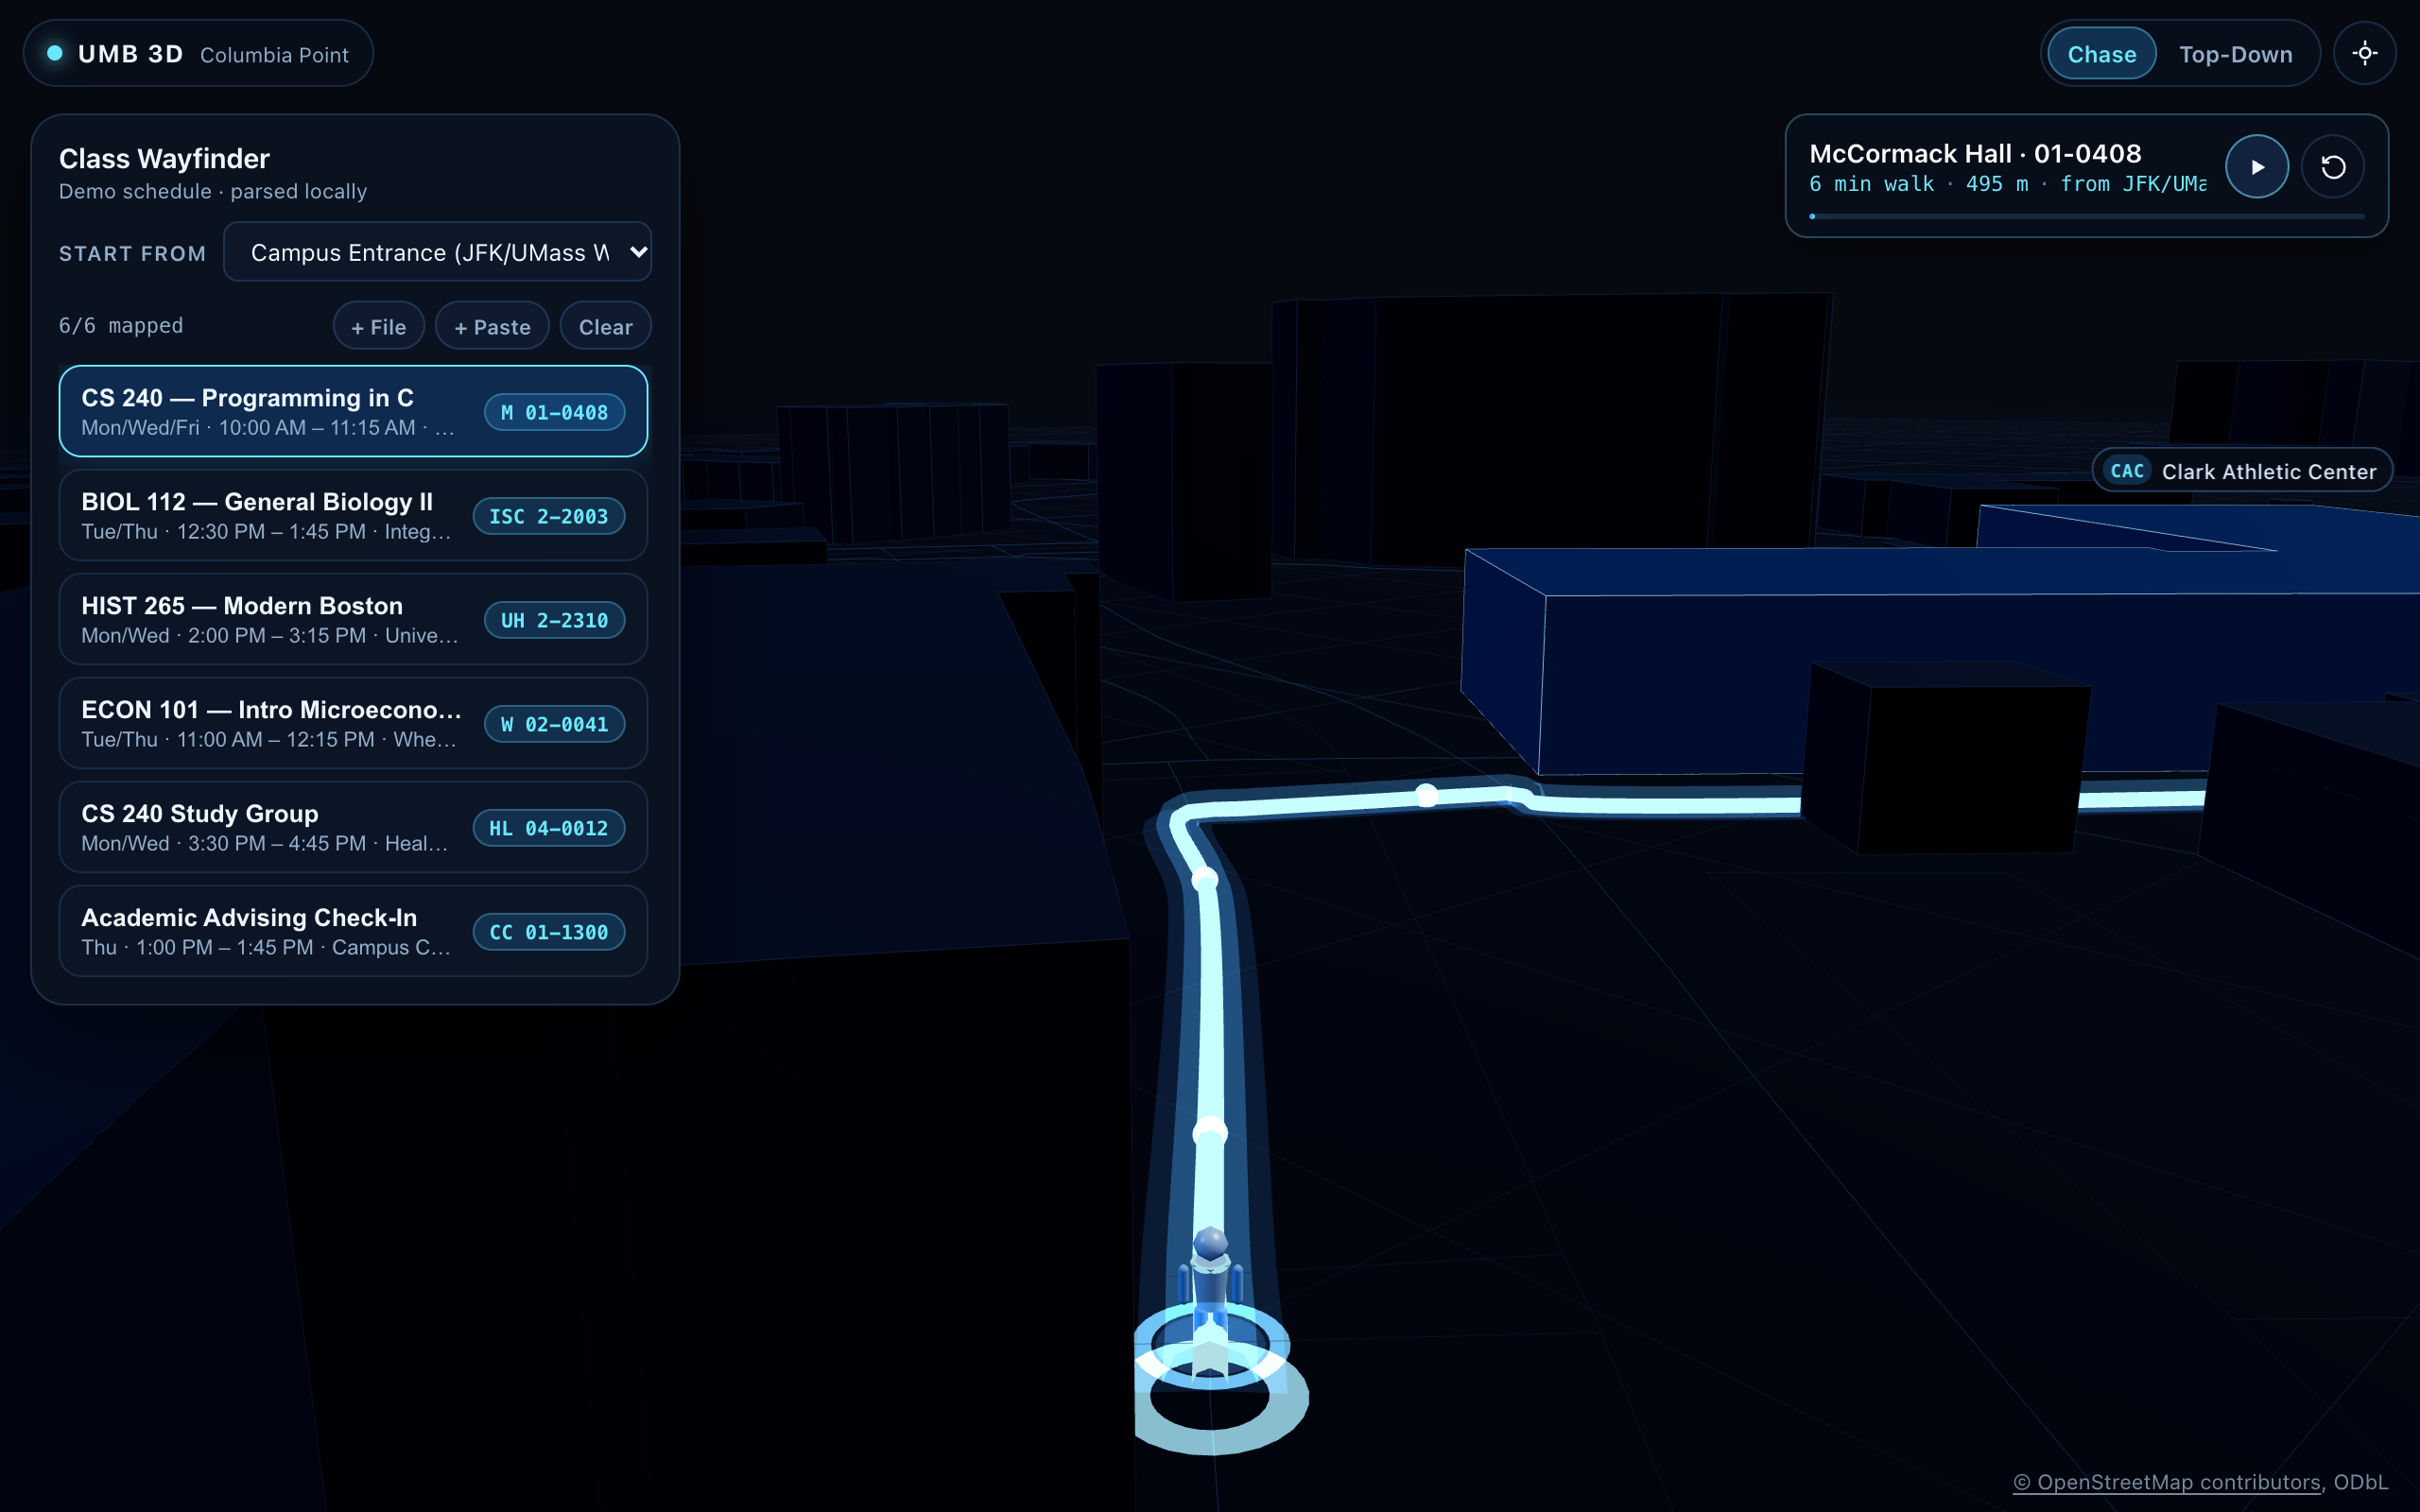 UMB 3D Columbia Point
Chase Top-Down
Class Wayfinder
Demo schedule · parsed locally
START FROM Campus Entrance (JFK/UMass W
6/6 mapped + File + Paste Clear
CS 240 — Programming in C
Mon/Wed/Fri · 10:00 AM – 11:15 AM · …
M 01–0408
BIOL 112 — General Biology II
Tue/Thu · 12:30 PM – 1:45 PM · Integ…
ISC 2–2003
HIST 265 — Modern Boston
Mon/Wed · 2:00 PM – 3:15 PM · Unive…
UH 2–2310
ECON 101 — Intro Microecono…
Tue/Thu · 11:00 AM – 12:15 PM · Whe…
W 02–0041
CS 240 Study Group
Mon/Wed · 3:30 PM – 4:45 PM · Heal…
HL 04–0012
Academic Advising Check-In
Thu · 1:00 PM – 1:45 PM · Campus C…
CC 01–1300
McCormack Hall · 01-0408
6 min walk · 495 m · from JFK/UMa
CAC Clark Athletic Center
© OpenStreetMap contributors, ODbL